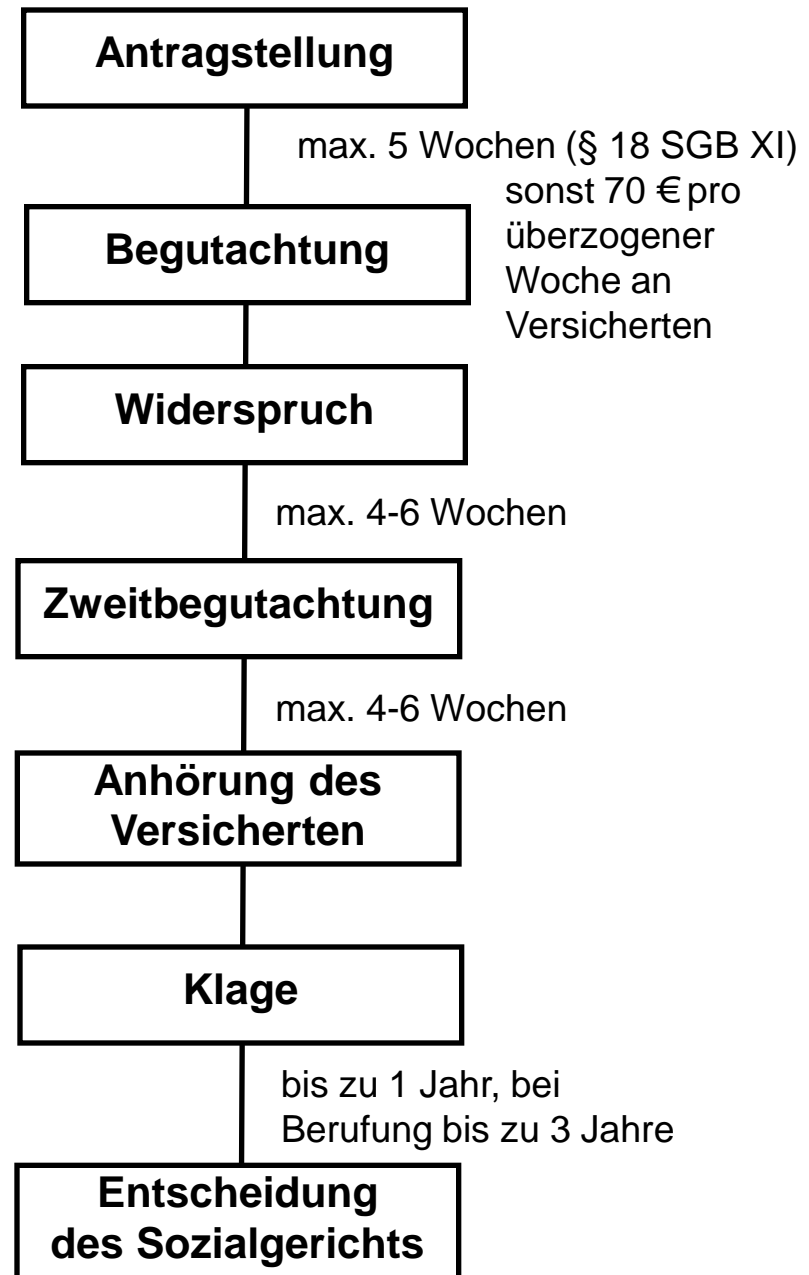 Antragstellung
max. 5 Wochen (§ 18 SGB XI)
sonst 70 € pro
überzogener
Woche an
Versicherten
Begutachtung
Widerspruch
max. 4-6 Wochen
Zweitbegutachtung
max. 4-6 Wochen
Anhörung des
Versicherten
Klage
bis zu 1 Jahr, bei
Berufung bis zu 3 Jahre
Entscheidung
des Sozialgerichts